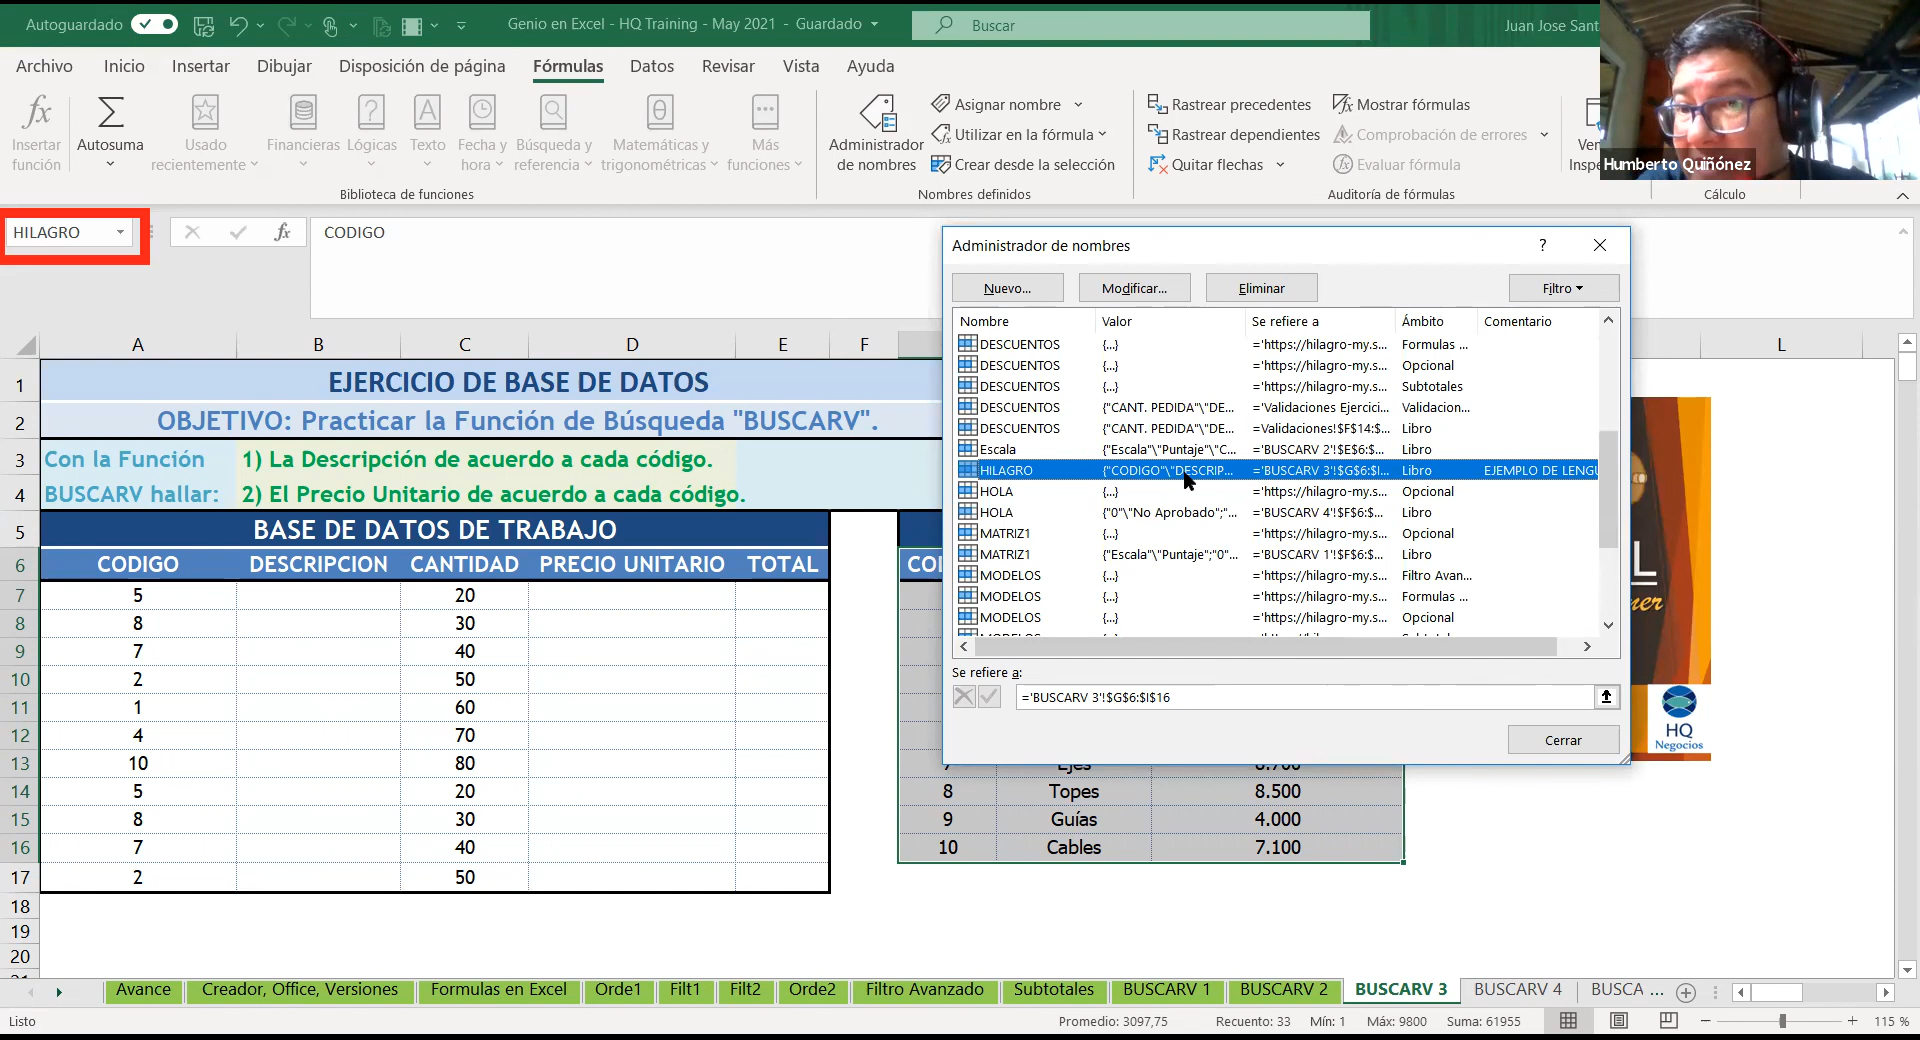 Autoguardado
Genio en Excel - HQ Training - May 2021 - Guardado
Buscar
Juan Jose Sant
Archivo Inicio Insertar Dibujar Disposición de página Fórmulas Datos Revisar Vista Ayuda
Insertar función
Autosuma
Usado recientemente
Financieras
Lógicas
Texto
Fecha y hora
Búsqueda y referencia
Matemáticas y trigonométricas
Más funciones
Biblioteca de funciones
Administrador de nombres
Asignar nombre
Utilizar en la fórmula
Crear desde la selección
Nombres definidos
Rastrear precedentes
Rastrear dependientes
Quitar flechas
Mostrar fórmulas
Comprobación de errores
Evaluar fórmula
Auditoría de fórmulas
Cálculo
Humberto Quiñónez
HILAGRO
fx
CODIGO
A B C D E F L
1 EJERCICIO DE BASE DE DATOS
2 OBJETIVO: Practicar la Función de Búsqueda "BUSCARV".
3 Con la Función 1) La Descripción de acuerdo a cada código.
4 BUSCARV hallar: 2) El Precio Unitario de acuerdo a cada código.
5 BASE DE DATOS DE TRABAJO
6 CODIGO DESCRIPCION CANTIDAD PRECIO UNITARIO TOTAL
7 5 20
8 8 30
9 7 40
10 2 50
11 1 60
12 4 70
13 10 80
14 5 20 8 Topes 8.500
15 8 30 9 Guías 4.000
16 7 40 10 Cables 7.100
17 2 50
18
19
20
Administrador de nombres ?
Nuevo... Modificar... Eliminar Filtro
Nombre Valor Se refiere a Ámbito Comentario
DESCUENTOS {...} ='https://hilagro-my.s... Formulas ...
DESCUENTOS {...} ='https://hilagro-my.s... Opcional
DESCUENTOS {...} ='https://hilagro-my.s... Subtotales
DESCUENTOS {"CANT. PEDIDA"\"DE... ='Validaciones Ejercici... Validacion...
DESCUENTOS {"CANT. PEDIDA"\"DE... =Validaciones!$F$14:$... Libro
Escala {"Escala"\"Puntaje"\"C... ='BUSCARV 2'!$E$6:$... Libro
HILAGRO {"CODIGO"\"DESCRIP... ='BUSCARV 3'!$G$6:$I... Libro EJEMPLO DE LENGU
HOLA {...} ='https://hilagro-my.s... Opcional
HOLA {"0"\"No Aprobado";"... ='BUSCARV 4'!$F$6:$... Libro
MATRIZ1 {...} ='https://hilagro-my.s... Opcional
MATRIZ1 {"Escala"\"Puntaje";"0"... ='BUSCARV 1'!$F$6:$... Libro
MODELOS {...} ='https://hilagro-my.s... Filtro Avan...
MODELOS {...} ='https://hilagro-my.s... Formulas ...
MODELOS {...} ='https://hilagro-my.s... Opcional
Se refiere a:
='BUSCARV 3'!$G$6:$I$16
Cerrar
HQ
Negocios
Avance Creador, Office, Versiones Formulas en Excel Orde1 Filt1 Filt2 Orde2 Filtro Avanzado Subtotales BUSCARV 1 BUSCARV 2 BUSCARV 3 BUSCARV 4 BUSCA ...
Listo
Promedio: 3097,75 Recuento: 33 Mín: 1 Máx: 9800 Suma: 61955
115 %